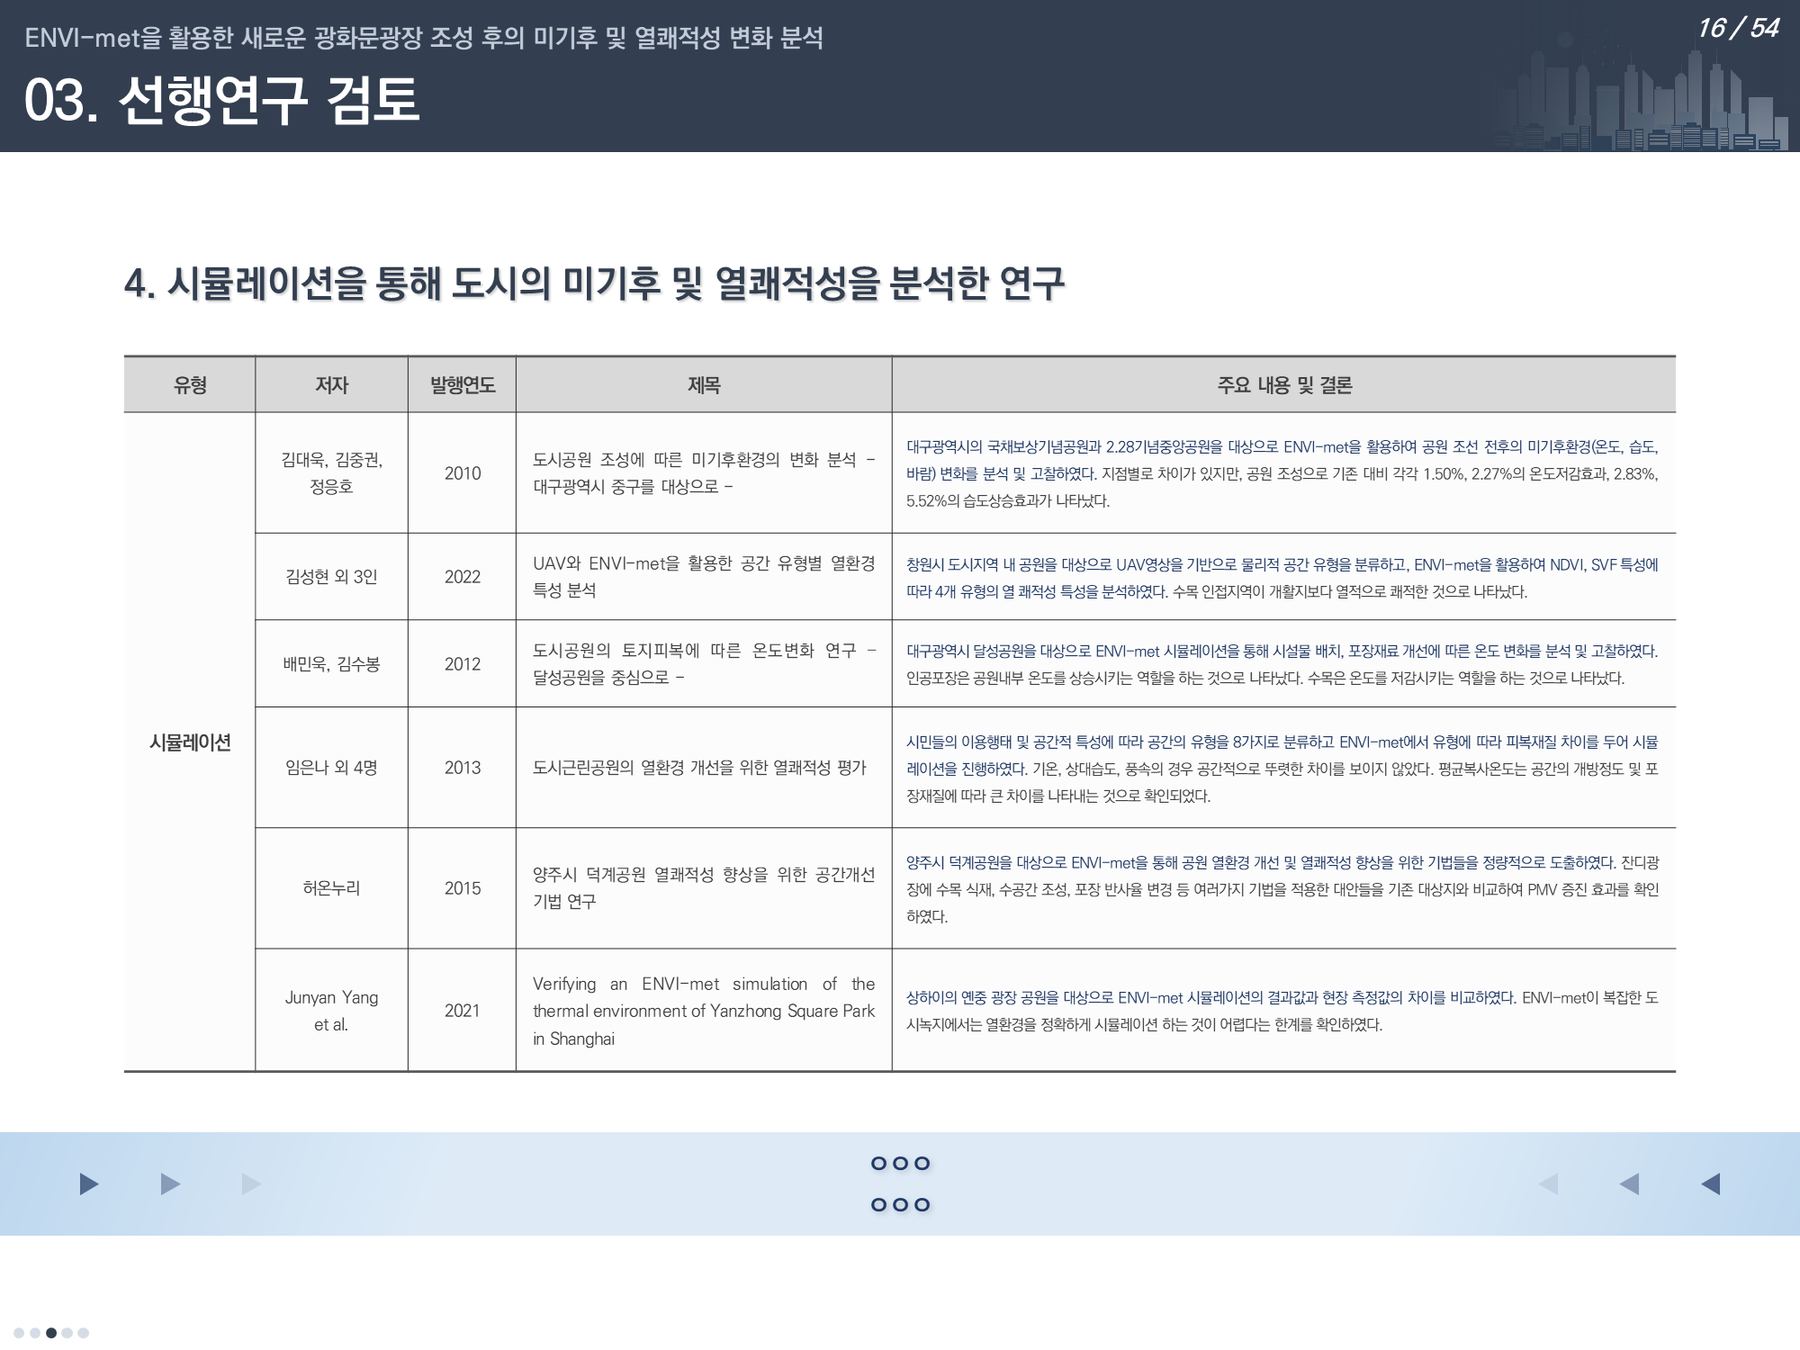 ENVI-met을 활용한 새로운 광화문광장 조성 후의 미기후 및 열쾌적성 변화 분석
16 / 54
03. 선행연구 검토
4. 시뮬레이션을 통해 도시의 미기후 및 열쾌적성을 분석한 연구
유형 저자 발행연도 제목 주요 내용 및 결론
시뮬레이션
김대욱, 김중권,
정응호
2010
도시공원 조성에 따른 미기후환경의 변화 분석 -
대구광역시 중구를 대상으로 -
대구광역시의 국채보상기념공원과 2.28기념중앙공원을 대상으로 ENVI-met을 활용하여 공원 조선 전후의 미기후환경(온도, 습도,
바람) 변화를 분석 및 고찰하였다. 지점별로 차이가 있지만, 공원 조성으로 기존 대비 각각 1.50%, 2.27%의 온도저감효과, 2.83%,
5.52%의 습도상승효과가 나타났다.
김성현 외 3인
2022
UAV와 ENVI-met을 활용한 공간 유형별 열환경
특성 분석
창원시 도시지역 내 공원을 대상으로 UAV영상을 기반으로 물리적 공간 유형을 분류하고, ENVI-met을 활용하여 NDVI, SVF 특성에
따라 4개 유형의 열 쾌적성 특성을 분석하였다. 수목 인접지역이 개활지보다 열적으로 쾌적한 것으로 나타났다.
배민욱, 김수봉
2012
도시공원의 토지피복에 따른 온도변화 연구 -
달성공원을 중심으로 -
대구광역시 달성공원을 대상으로 ENVI-met 시뮬레이션을 통해 시설물 배치, 포장재료 개선에 따른 온도 변화를 분석 및 고찰하였다.
인공포장은 공원내부 온도를 상승시키는 역할을 하는 것으로 나타났다. 수목은 온도를 저감시키는 역할을 하는 것으로 나타났다.
임은나 외 4명
2013
도시근린공원의 열환경 개선을 위한 열쾌적성 평가
시민들의 이용행태 및 공간적 특성에 따라 공간의 유형을 8가지로 분류하고 ENVI-met에서 유형에 따라 피복재질 차이를 두어 시뮬
레이션을 진행하였다. 기온, 상대습도, 풍속의 경우 공간적으로 뚜렷한 차이를 보이지 않았다. 평균복사온도는 공간의 개방정도 및 포
장재질에 따라 큰 차이를 나타내는 것으로 확인되었다.
허온누리
2015
양주시 덕계공원 열쾌적성 향상을 위한 공간개선
기법 연구
양주시 덕계공원을 대상으로 ENVI-met을 통해 공원 열환경 개선 및 열쾌적성 향상을 위한 기법들을 정량적으로 도출하였다. 잔디광
장에 수목 식재, 수공간 조성, 포장 반사율 변경 등 여러가지 기법을 적용한 대안들을 기존 대상지와 비교하여 PMV 증진 효과를 확인
하였다.
Junyan Yang
et al.
2021
Verifying an ENVI-met simulation of the
thermal environment of Yanzhong Square Park
in Shanghai
상하이의 옌중 광장 공원을 대상으로 ENVI-met 시뮬레이션의 결과값과 현장 측정값의 차이를 비교하였다. ENVI-met이 복잡한 도
시녹지에서는 열환경을 정확하게 시뮬레이션 하는 것이 어렵다는 한계를 확인하였다.
ㅇㅇㅇ
ㅇㅇㅇ